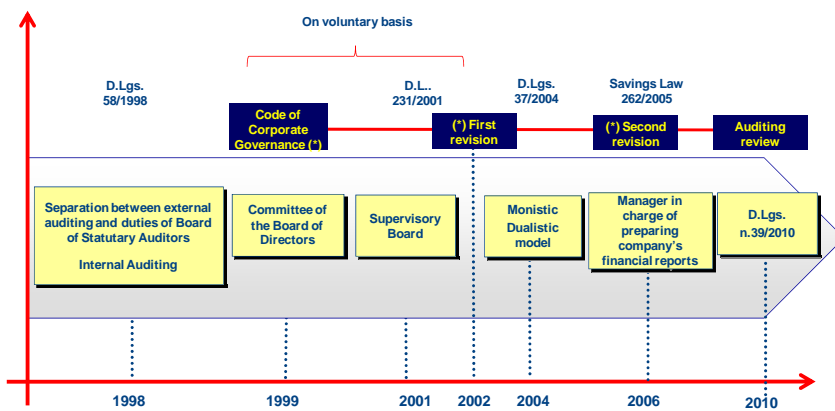 On voluntary basis
D.Lgs.
58/1998
D.L..
231/2001
D.Lgs.
37/2004
Savings Law
262/2005
Code of
Corporate
Governance (*)
(*) First
revision
(*) Second
revision
Auditing
review
Separation between external
auditing and duties of Board
of Statutary Auditors
Internal Auditing
Committee of
the Board of
Directors
Supervisory
Board
Monistic
Dualistic
model
Manager in
charge of
preparing
company's
financial reports
D.Lgs.
n.39/2010
1998
1999
2001
2002
2004
2006
2010